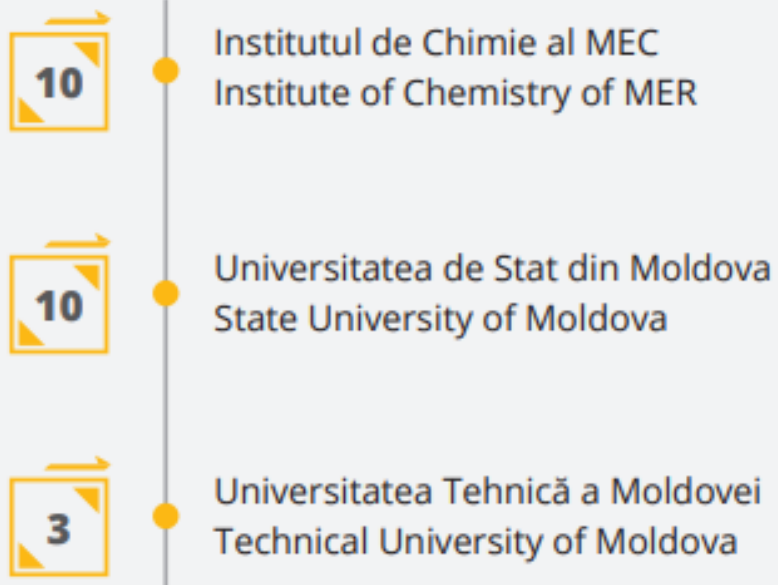 10
Institutul de Chimie al MEC
Institute of Chemistry of MER
10
Universitatea de Stat din Moldova
State University of Moldova
3
Universitatea Tehnică a Moldovei
Technical University of Moldova